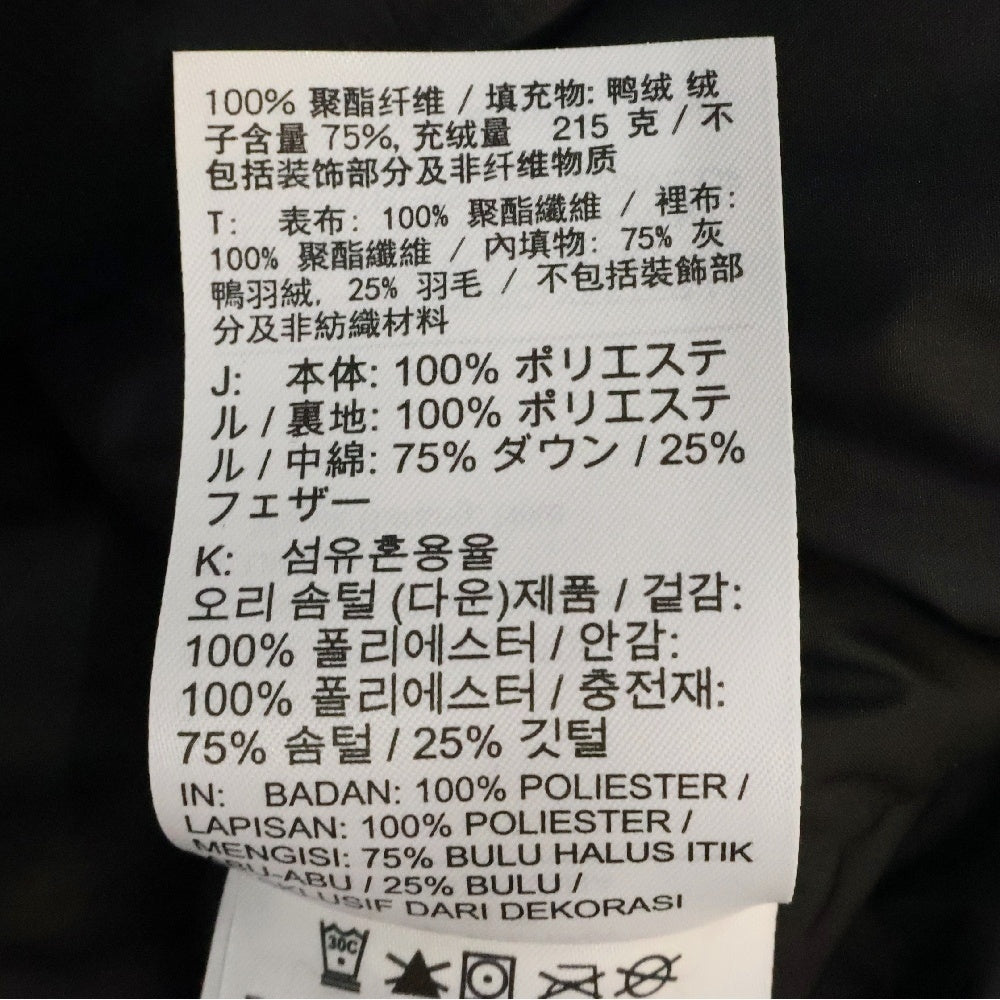 100% 聚酯纤维 / 填充物: 鸭绒 绒
子含量 75%, 充绒量 215 克 / 不
包括装饰部分及非纤维物质
T: 表布: 100% 聚酯纖維 / 裡布:
100% 聚酯纖維 / 內填物: 75% 灰
鴨羽絨, 25% 羽毛 / 不包括裝飾部
分及非紡織材料
J: 本体: 100% ポリエステ
ル / 裏地: 100% ポリエステ
ル / 中綿: 75% ダウン / 25%
フェザー
K: 섬유혼용율
오리 솜털 (다운)제품 / 겉감:
100% 폴리에스터 / 안감:
100% 폴리에스터 / 충전재:
75% 솜털 / 25% 깃털
IN: BADAN: 100% POLIESTER /
LAPISAN: 100% POLIESTER /
MENGISI: 75% BULU HALUS ITIK
ABU-ABU / 25% BULU /
DARI DEKORASI
30C